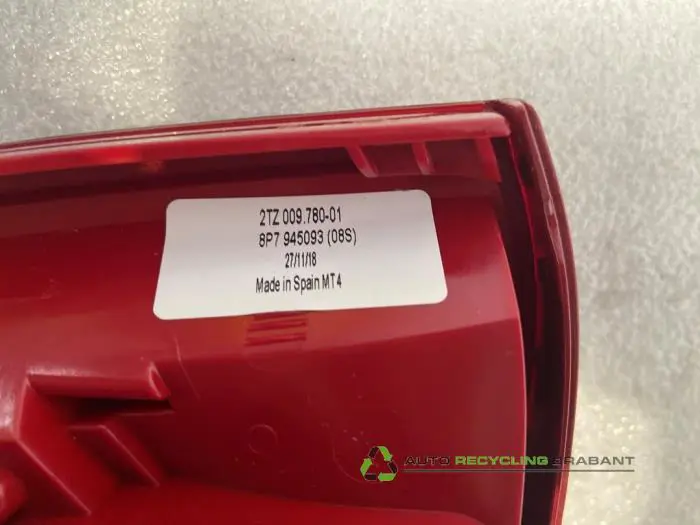 2TZ 009.780-01
8P7 945093 (08S)
27/11/18
Made in Spain MT4
AUTO RECYCLING BRABANT